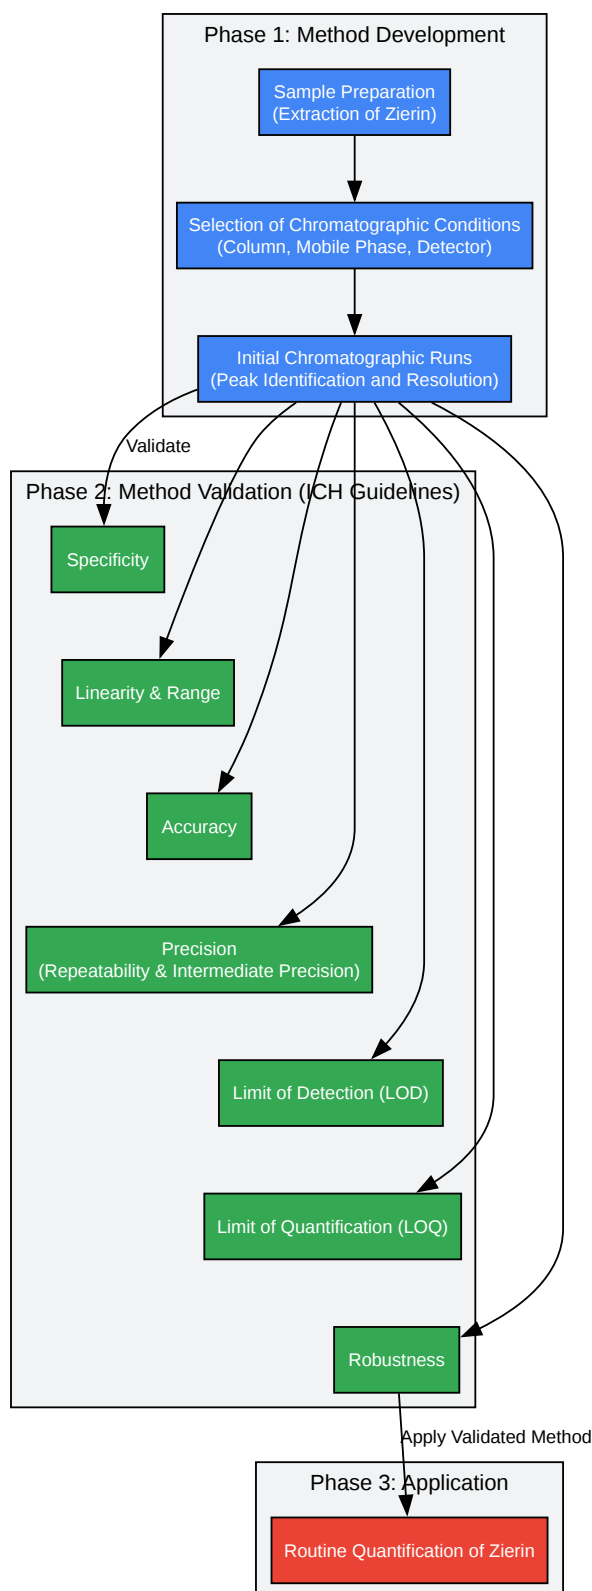 Phase 1: Method Development
Sample Preparation
(Extraction of Zierin)
Selection of Chromatographic Conditions
(Column, Mobile Phase, Detector)
Initial Chromatographic Runs
(Peak Identification and Resolution)
Validate
Phase 2: Method Validation (ICH Guidelines)
Specificity
Linearity & Range
Accuracy
Precision
(Repeatability & Intermediate Precision)
Limit of Detection (LOD)
Limit of Quantification (LOQ)
Robustness
Apply Validated Method
Phase 3: Application
Routine Quantification of Zierin